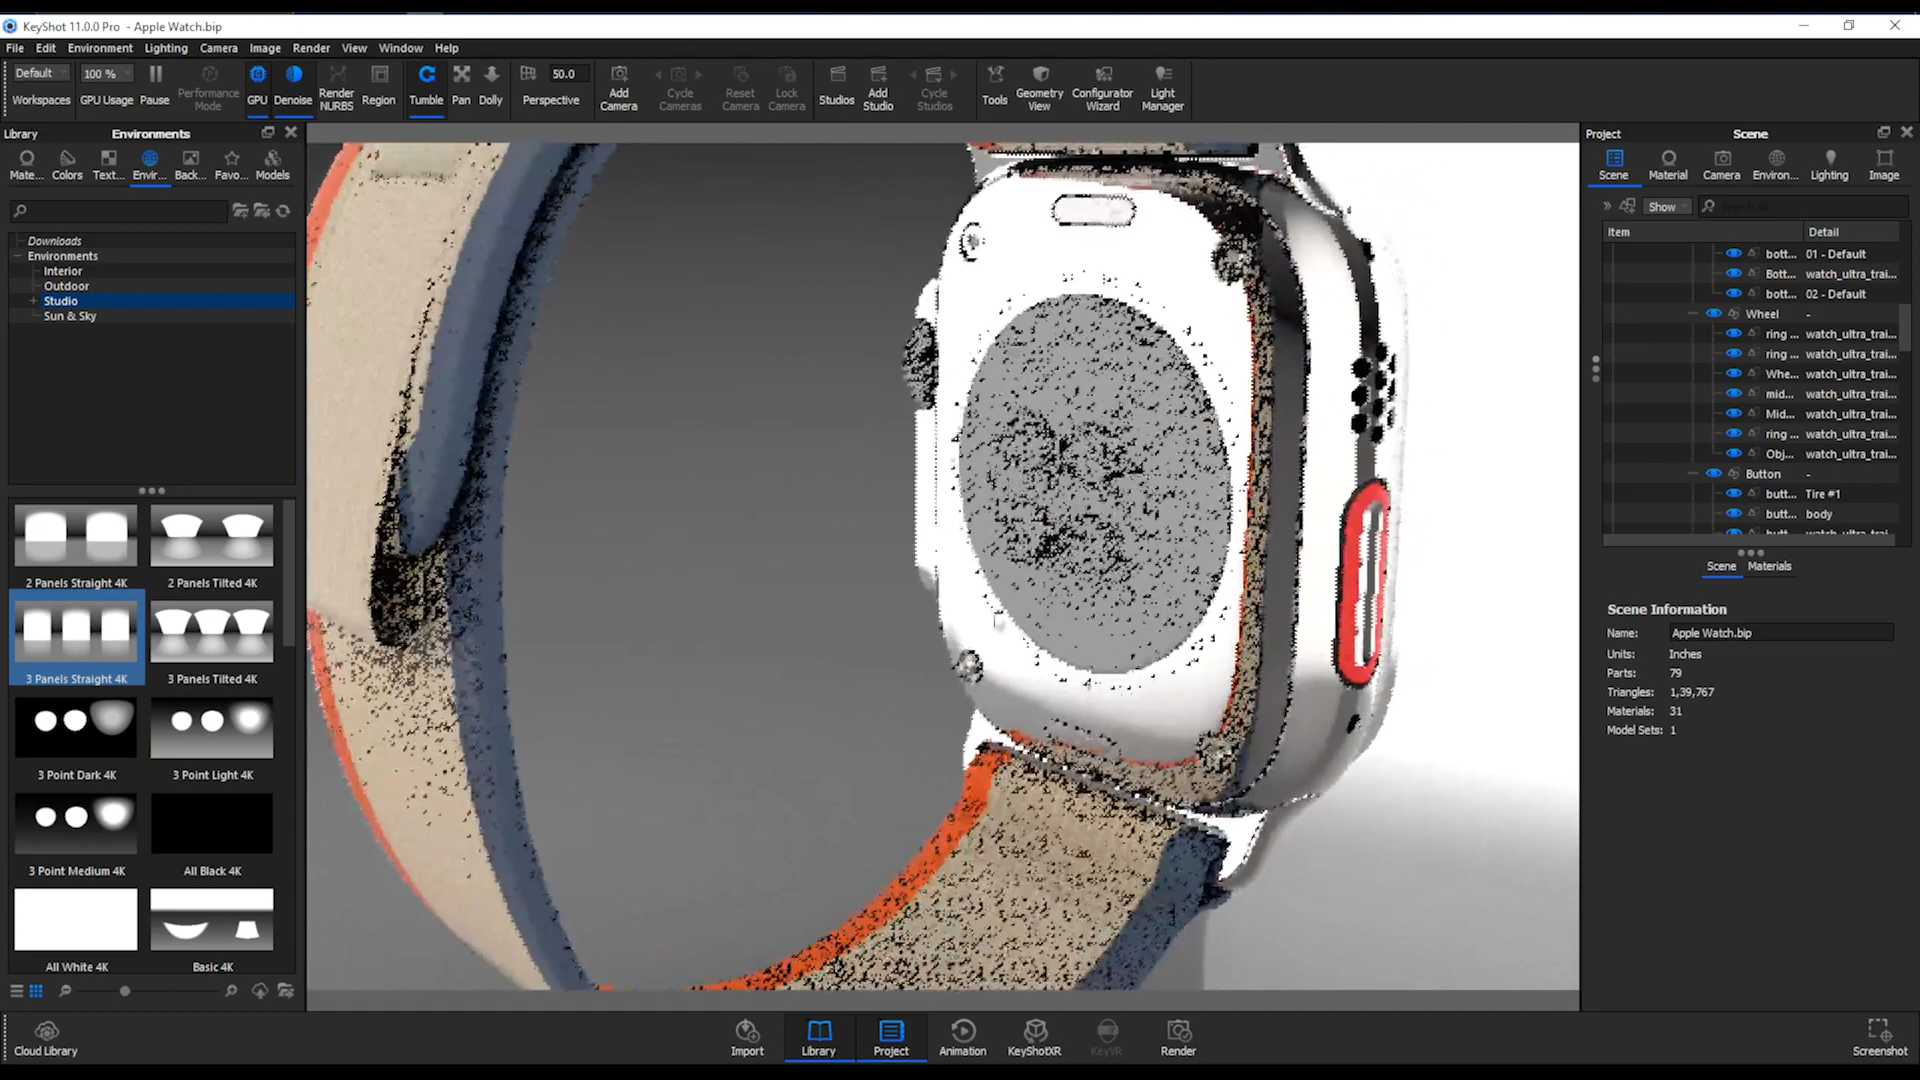 KeyShot 11.0.0 Pro - Apple Watch.bip
File Edit Environment Lighting Camera Image Render View Window Help
Default 100 % 50.0
Workspaces GPU Usage Pause Performance Mode GPU Denoise Render NURBS Region Tumble Pan Dolly Perspective Add Camera Cycle Cameras Reset Camera Lock Camera Studios Add Studio Cycle Studios Tools Geometry View Configurator Wizard Light Manager
Library Environments
Mate... Colors Text... Envir... Back... Favo... Models
Downloads
Environments
Interior
Outdoor
Studio
Sun & Sky
2 Panels Straight 4K 2 Panels Tilted 4K
3 Panels Straight 4K 3 Panels Tilted 4K
3 Point Dark 4K 3 Point Light 4K
3 Point Medium 4K All Black 4K
All White 4K Basic 4K
Project Scene
Scene Material Camera Environ... Lighting Image
Show
Item Detail
bott... 01 - Default
Bott... watch_ultra_trai...
bott... 02 - Default
Wheel -
ring ... watch_ultra_trai...
ring ... watch_ultra_trai...
Whe... watch_ultra_trai...
mid... watch_ultra_trai...
Mid... watch_ultra_trai...
ring ... watch_ultra_trai...
Obj... watch_ultra_trai...
Button -
butt... Tire #1
butt... body
butt... watch_ultra_trai...
Scene Materials
Scene Information
Name: Apple Watch.bip
Units: Inches
Parts: 79
Triangles: 1,39,767
Materials: 31
Model Sets: 1
Cloud Library Import Library Project Animation KeyShotXR KeyVR Render Screenshot